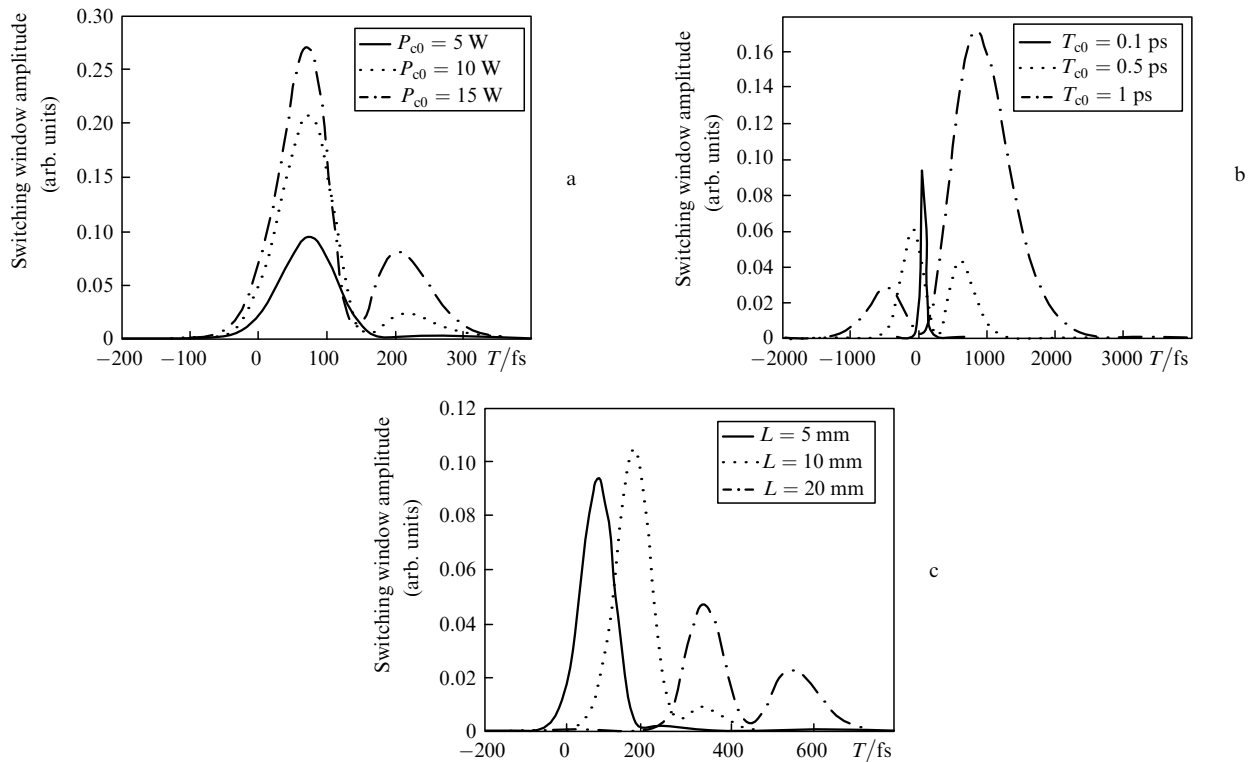 Switching window amplitude
(arb. units)
0.30
0.25
0.20
0.15
0.10
0.05
0
−200
−100
0
100
200
300
T/fs
P_c0 = 5 W
P_c0 = 10 W
P_c0 = 15 W
a
Switching window amplitude
(arb. units)
0.16
0.14
0.12
0.10
0.08
0.06
0.04
0.02
0
−2000
−1000
0
1000
2000
3000
T/fs
T_c0 = 0.1 ps
T_c0 = 0.5 ps
T_c0 = 1 ps
b
Switching window amplitude
(arb. units)
0.12
0.10
0.08
0.06
0.04
0.02
0
−200
0
200
400
600
T/fs
L = 5 mm
L = 10 mm
L = 20 mm
c